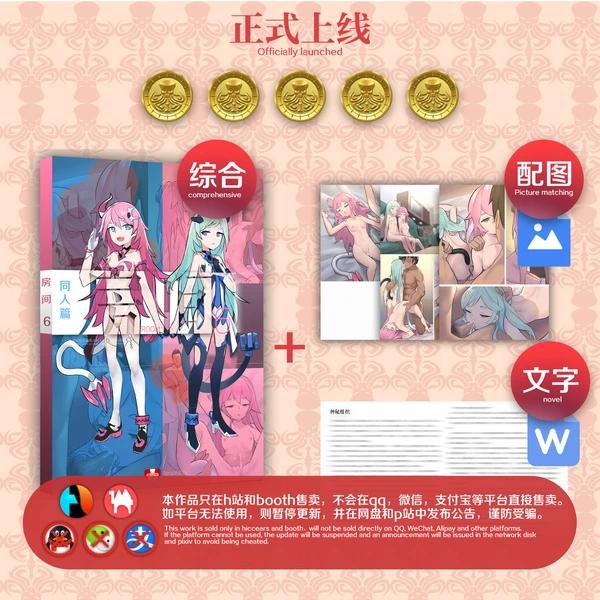 正式上线
Officially launched
综合
comprehensive
配图
Picture matching
房间6
同人篇
文字
novel
W
种秘组织
本作品只在h站和booth售卖，不会在qq，微信，支付宝等平台直接售卖。
如平台无法使用，则暂停更新，并在网盘和p站中发布公告，谨防受骗。
This work is sold only in hiccears and booth. will not be sold directly on QQ, WeChat, Alipay and other platforms.
If the platform cannot be used, the update will be suspended and an announcement will be issued in the network disk
and pixiv to avoid being cheated.
支